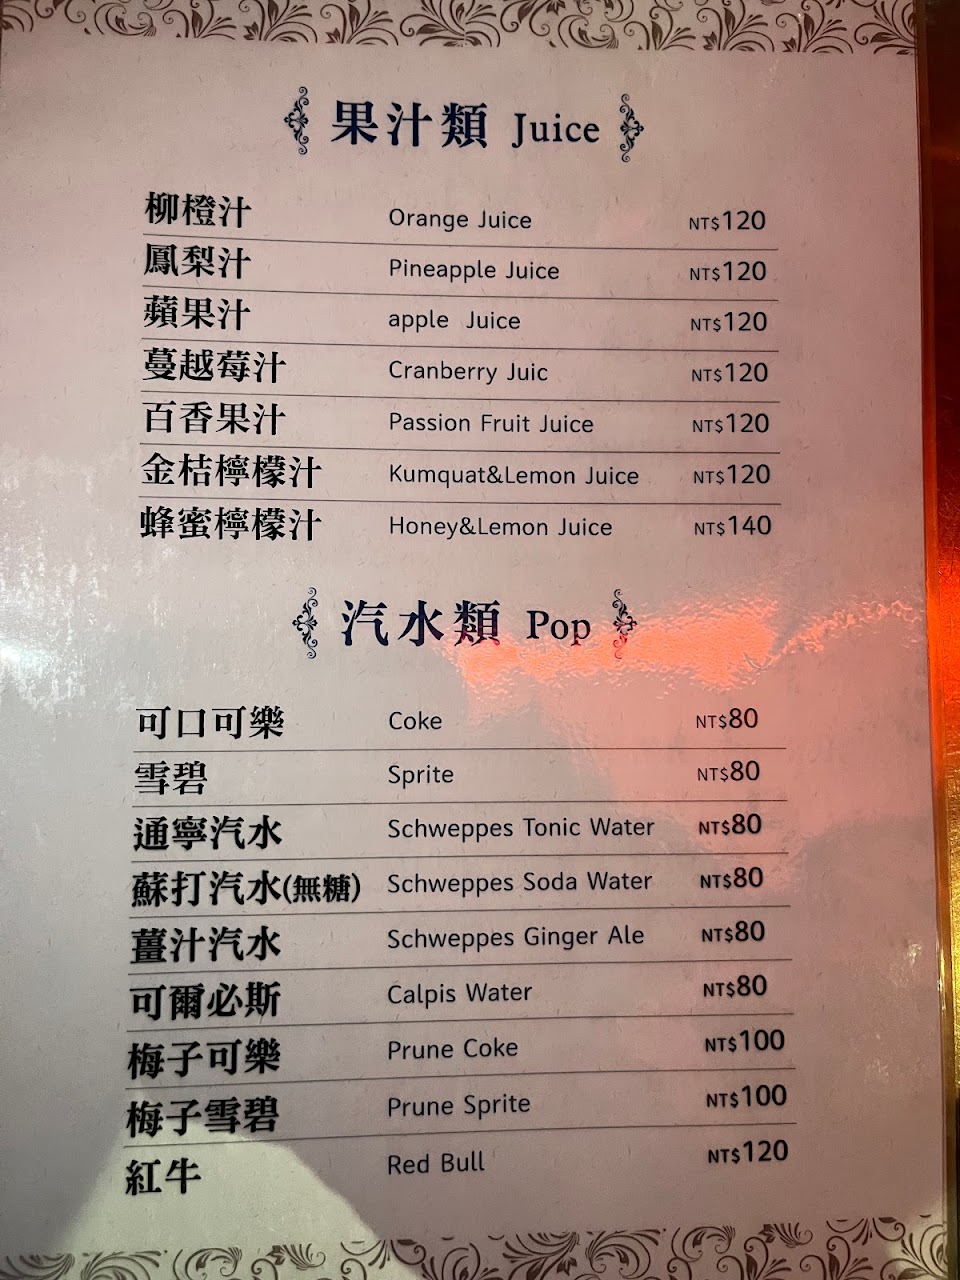 果汁類 Juice
柳橙汁 Orange Juice NT$120
鳳梨汁 Pineapple Juice NT$120
蘋果汁 apple Juice NT$120
蔓越莓汁 Cranberry Juic NT$120
百香果汁 Passion Fruit Juice NT$120
金桔檸檬汁 Kumquat&Lemon Juice NT$120
蜂蜜檸檬汁 Honey&Lemon Juice NT$140
汽水類 Pop
可口可樂 Coke NT$80
雪碧 Sprite NT$80
通寧汽水 Schweppes Tonic Water NT$80
蘇打汽水(無糖) Schweppes Soda Water NT$80
薑汁汽水 Schweppes Ginger Ale NT$80
可爾必斯 Calpis Water NT$80
梅子可樂 Prune Coke NT$100
梅子雪碧 Prune Sprite NT$100
紅牛 Red Bull NT$120